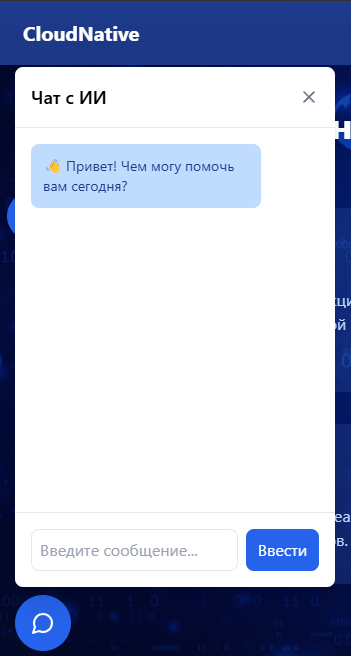 CloudNative
Чат с ИИ
👋 Привет! Чем могу помочь
вам сегодня?
Введите сообщение...
Ввести